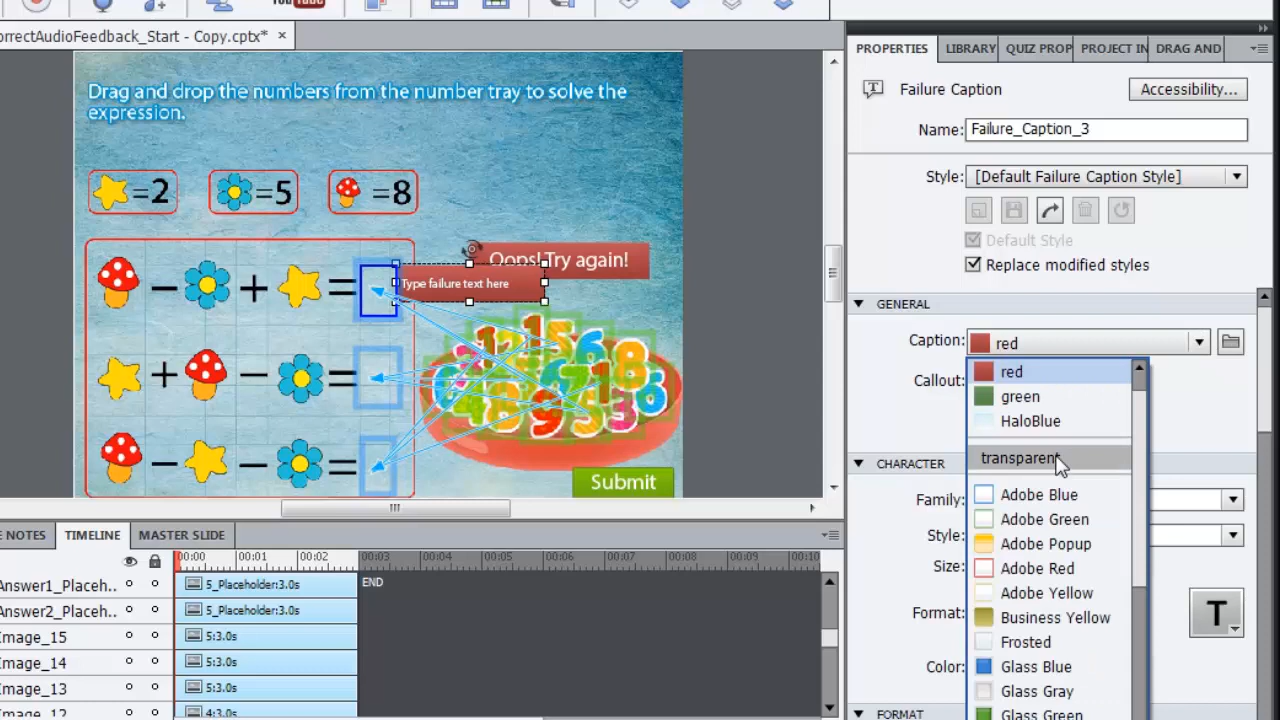 YouTube
orrectAudioFeedback_Start - Copy.cptx* ×
PROPERTIES LIBRARY QUIZ PROP PROJECT IN DRAG AND
Failure Caption Accessibility...
Name: Failure_Caption_3
Style: [Default Failure Caption Style]
Default Style
Replace modified styles
GENERAL
Caption: red
red
green
HaloBlue
transparent
Adobe Blue
Adobe Green
Adobe Popup
Adobe Red
Adobe Yellow
Business Yellow
Frosted
Glass Blue
Glass Gray
Glass Green
Callout:
CHARACTER
Family:
Style:
Size:
Format: T
Color:
FORMAT
Drag and drop the numbers from the number tray to solve the
expression.
=2 =5 =8
Oops! Try again!
− + =
Type failure text here
+ − =
− − =
Submit
E NOTES TIMELINE MASTER SLIDE
00:00 00:01 00:02 00:03 00:04 00:05 00:06 00:07 00:08 00:09 00:10
Answer1_Placeh.. 5_Placeholder:3.0s END
Answer2_Placeh.. 5_Placeholder:3.0s
Image_15 5:3.0s
Image_14 5:3.0s
Image_13 5:3.0s
Image_12 4:3.0s